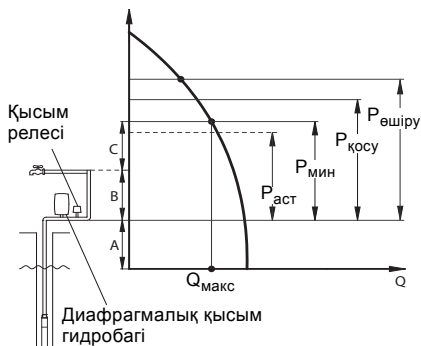 Қысым
релесі
C
B
A
Pөшіру
Pқосу
Pмин
Pаст
Qмакс
Q
Диафрагмалық қысым
гидробагі